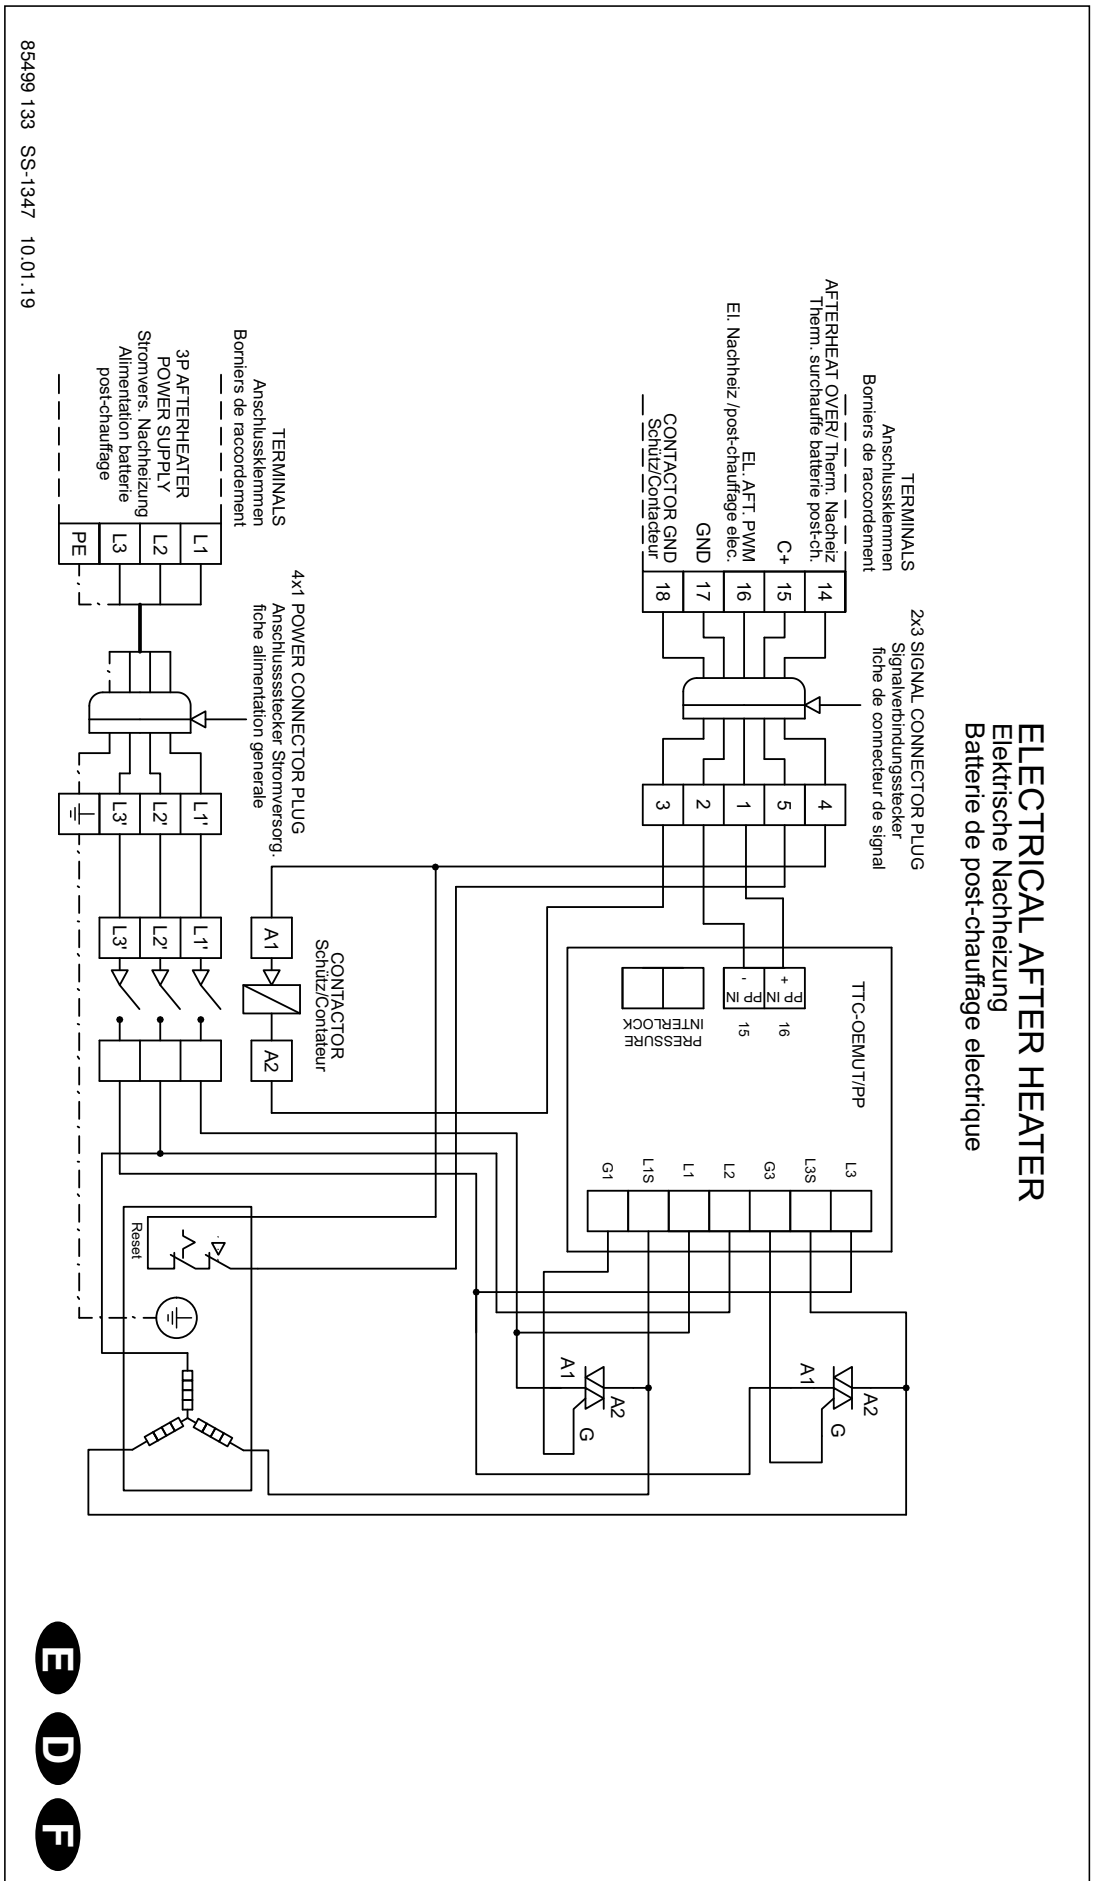 ELECTRICAL AFTER HEATER
Elektrische Nachheizung
Batterie de post-chauffage electrique
TERMINALS
Anschlussklemmen
Borniers de raccordement
2x3 SIGNAL CONNECTOR PLUG
Signalverbindungsstecker
fiche de connecteur de signal
AFTERHEAT OVER/ Therm. Nacheiz
Therm. surchauffe batterie post-ch.
C+
EL. AFT. PWM
El. Nachheiz /post-chauffage elec.
GND
CONTACTOR GND
Schütz/Contacteur
14
15
16
17
18
4
5
1
2
3
TTC-OEMUT/PP
+
PP IN
16
-
PP IN
15
PRESSURE
INTERLOCK
L3
L3S
G3
L2
L1
L1S
G1
A1
A2
G
A1
A2
G
TERMINALS
Anschlussklemmen
Borniers de raccordement
4x1 POWER CONNECTOR PLUG
Anschlussstecker Stromversorg.
fiche alimentation generale
3P AFTERHEATER
POWER SUPPLY
Stromvers. Nachheizung
Alimentation batterie
post-chauffage
L1
L2
L3
PE
L1'
L2'
L3'
CONTACTOR
Schütz/Contateur
A1
A2
L1'
L2'
L3'
Reset
85499 133 SS-1347 10.01.19
E
D
F